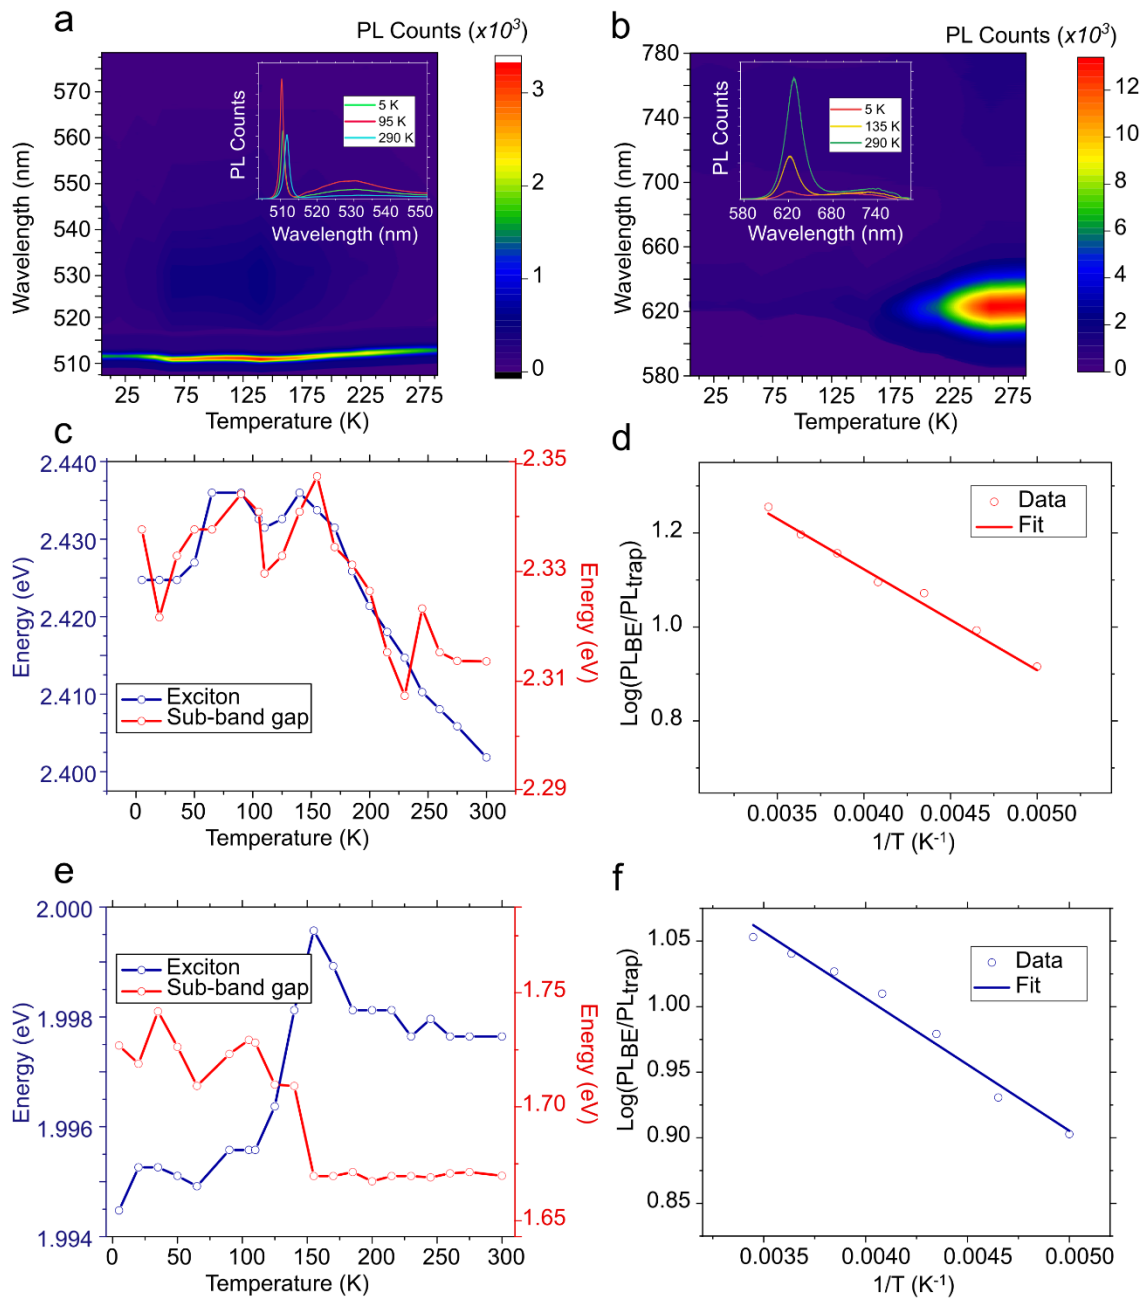 a
PL Counts (x10³)
Wavelength (nm)
570
560
550
540
530
520
510
25 75 125 175 225 275
Temperature (K)
3
2
1
0
PL Counts
5 K
95 K
290 K
510 520 530 540 550
Wavelength (nm)
b
PL Counts (x10³)
Wavelength (nm)
780
740
700
660
620
580
25 75 125 175 225 275
Temperature (K)
12
10
8
6
4
2
0
PL Counts
5 K
135 K
290 K
580 620 680 740
Wavelength (nm)
c
Energy (eV)
2.440
2.430
2.420
2.410
2.400
Exciton
Sub-band gap
0 50 100 150 200 250 300
Temperature (K)
2.35
2.33
2.31
2.29
Energy (eV)
d
Log(PLBE/PLtrap)
1.2
1.0
0.8
Data
Fit
0.0035 0.0040 0.0045 0.0050
1/T (K⁻¹)
e
Energy (eV)
2.000
1.998
1.996
1.994
Exciton
Sub-band gap
0 50 100 150 200 250 300
Temperature (K)
1.75
1.70
1.65
Energy (eV)
f
Log(PLBE/PLtrap)
1.05
1.00
0.95
0.90
0.85
Data
Fit
0.0035 0.0040 0.0045 0.0050
1/T (K⁻¹)